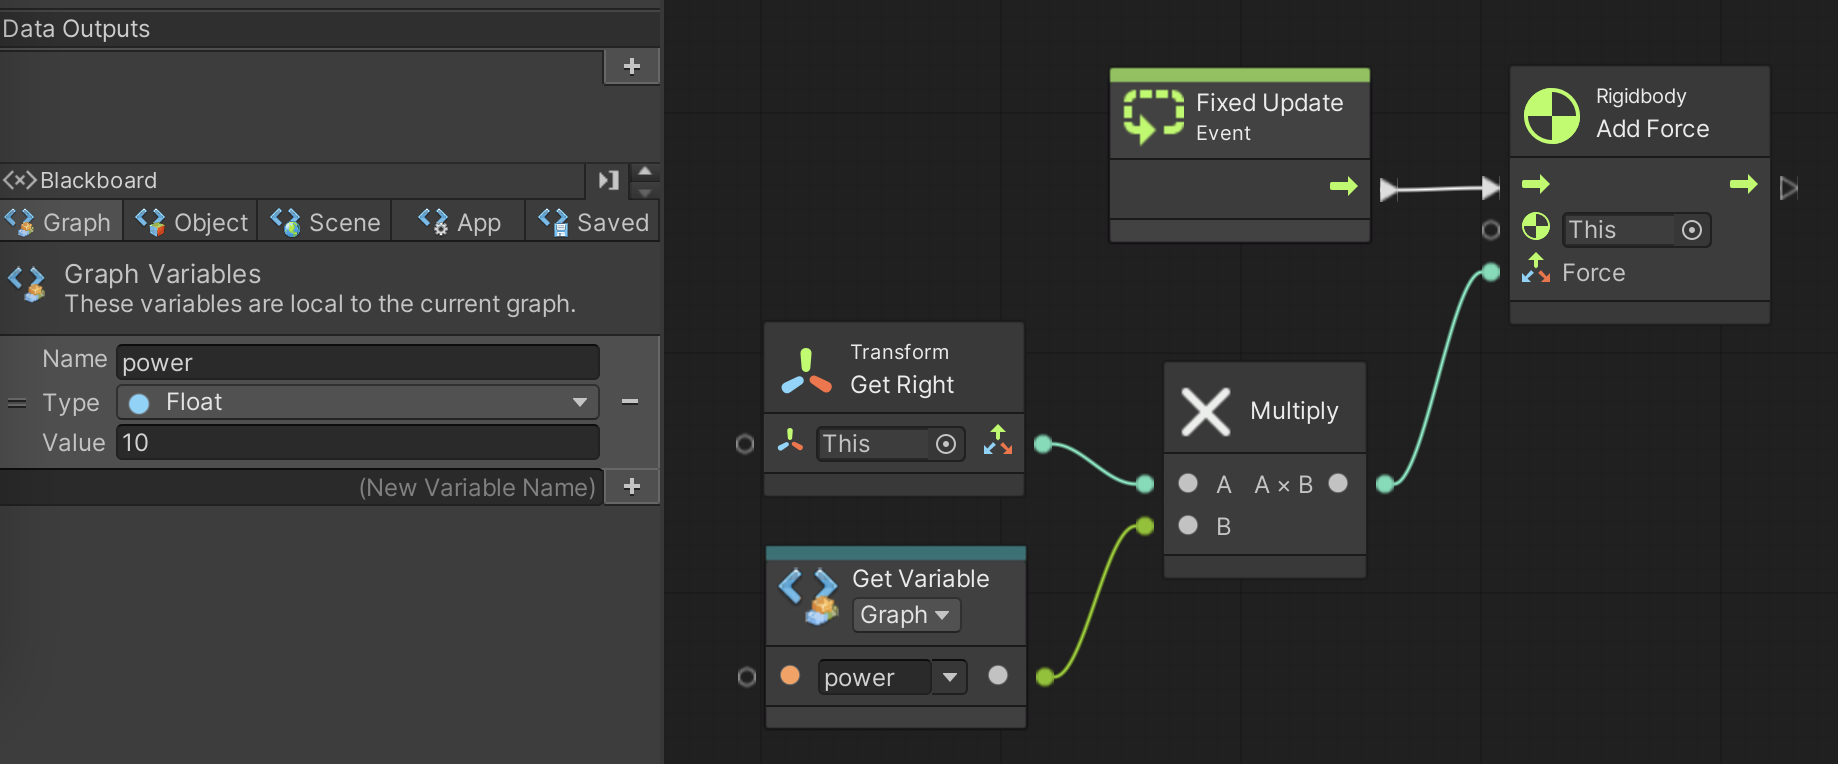 Data Outputs
+
Blackboard
Graph
Object
Scene
App
Saved
Graph Variables
These variables are local to the current graph.
Name power
Type Float
Value 10
(New Variable Name) +
Fixed Update
Event
Rigidbody
Add Force
This
Force
Transform
Get Right
This
Multiply
A A × B
B
Get Variable
Graph
power